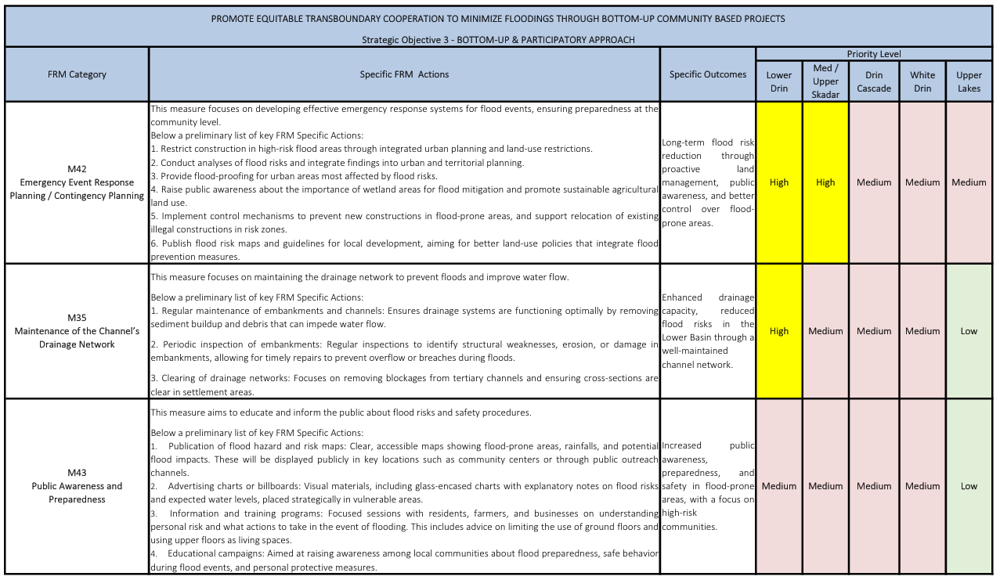 PROMOTE EQUITABLE TRANSBOUNDARY COOPERATION TO MINIMIZE FLOODINGS THROUGH BOTTOM-UP COMMUNITY BASED PROJECTS
Strategic Objective 3 - BOTTOM-UP & PARTICIPATORY APPROACH
FRM Category
Specific FRM Actions
Specific Outcomes
Priority Level
Lower
Drin
Med /
Upper
Skadar
Drin
Cascade
White
Drin
Upper
Lakes
M42
Emergency Event Response
Planning / Contingency Planning
This measure focuses on developing effective emergency response systems for flood events, ensuring preparedness at the
community level.
Below a preliminary list of key FRM Specific Actions:
1. Restrict construction in high-risk flood areas through integrated urban planning and land-use restrictions.
2. Conduct analyses of flood risks and integrate findings into urban and territorial planning.
3. Provide flood-proofing for urban areas most affected by flood risks.
4. Raise public awareness about the importance of wetland areas for flood mitigation and promote sustainable agricultural
land use.
5. Implement control mechanisms to prevent new constructions in flood-prone areas, and support relocation of existing
illegal constructions in risk zones.
6. Publish flood risk maps and guidelines for local development, aiming for better land-use policies that integrate flood
prevention measures.
Long-term flood risk
reduction through
proactive land
management, public
awareness, and better
control over flood-
prone areas.
High
High
Medium
Medium
Medium
M35
Maintenance of the Channel's
Drainage Network
This measure focuses on maintaining the drainage network to prevent floods and improve water flow.
Below a preliminary list of key FRM Specific Actions:
1. Regular maintenance of embankments and channels: Ensures drainage systems are functioning optimally by removing
sediment buildup and debris that can impede water flow.
2. Periodic inspection of embankments: Regular inspections to identify structural weaknesses, erosion, or damage in
embankments, allowing for timely repairs to prevent overflow or breaches during floods.
3. Clearing of drainage networks: Focuses on removing blockages from tertiary channels and ensuring cross-sections are
clear in settlement areas.
Enhanced drainage
capacity, reduced
flood risks in the
Lower Basin through a
well-maintained
channel network.
High
Medium
Medium
Medium
Low
M43
Public Awareness and
Preparedness
This measure aims to educate and inform the public about flood risks and safety procedures.
Below a preliminary list of key FRM Specific Actions:
1. Publication of flood hazard and risk maps: Clear, accessible maps showing flood-prone areas, rainfalls, and potential
flood impacts. These will be displayed publicly in key locations such as community centers or through public outreach
channels.
2. Advertising charts or billboards: Visual materials, including glass-encased charts with explanatory notes on flood risks
and expected water levels, placed strategically in vulnerable areas.
3. Information and training programs: Focused sessions with residents, farmers, and businesses on understanding
personal risk and what actions to take in the event of flooding. This includes advice on limiting the use of ground floors and
using upper floors as living spaces.
4. Educational campaigns: Aimed at raising awareness among local communities about flood preparedness, safe behavior
during flood events, and personal protective measures.
Increased public
awareness,
preparedness, and
safety in flood-prone
areas, with a focus on
high-risk
communities.
Medium
Medium
Medium
Medium
Low